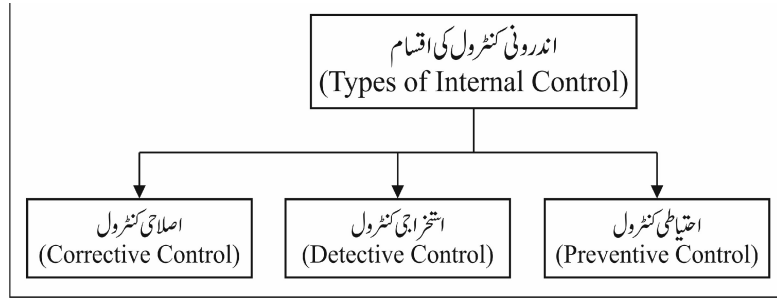 اندرونی کنٹرول کی اقسام
(Types of Internal Control)
احتیاطی کنٹرول
(Preventive Control)
استخراجی کنٹرول
(Detective Control)
اصلاحی کنٹرول
(Corrective Control)